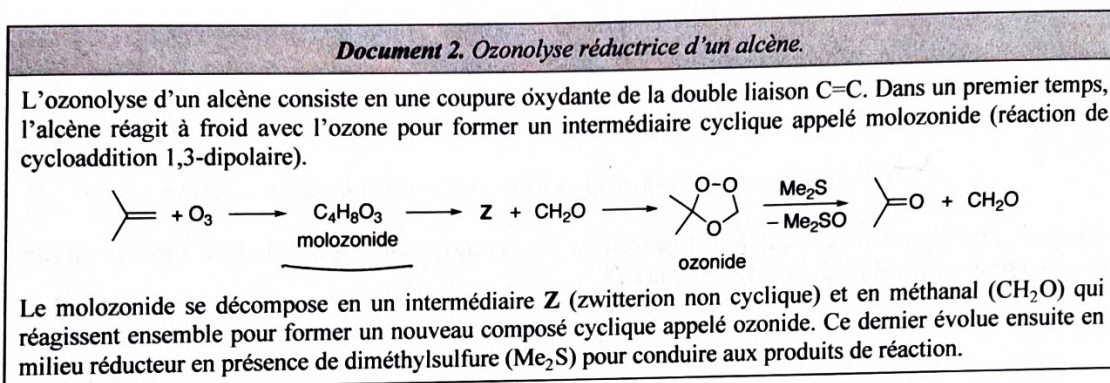 Document 2. Ozonolyse réductrice d'un alcène.
L'ozonolyse d'un alcène consiste en une coupure oxydante de la double liaison C=C. Dans un premier temps,
l'alcène réagit à froid avec l'ozone pour former un intermédiaire cyclique appelé molozonide (réaction de
cycloaddition 1,3-dipolaire).
+ O₃ C₄H₈O₃ Z + CH₂O O-O O Me₂S − Me₂SO =O + CH₂O
molozonide
ozonide
Le molozonide se décompose en un intermédiaire Z (zwitterion non cyclique) et en méthanal (CH₂O) qui
réagissent ensemble pour former un nouveau composé cyclique appelé ozonide. Ce dernier évolue ensuite en
milieu réducteur en présence de diméthylsulfure (Me₂S) pour conduire aux produits de réaction.